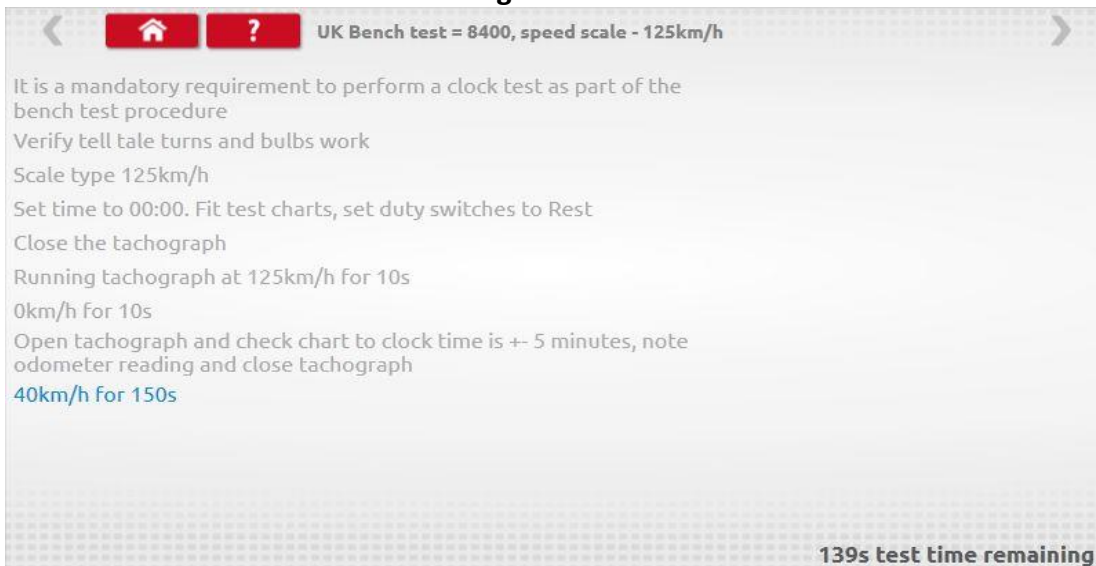 ?
UK Bench test = 8400, speed scale - 125km/h
It is a mandatory requirement to perform a clock test as part of the
bench test procedure
Verify tell tale turns and bulbs work
Scale type 125km/h
Set time to 00:00. Fit test charts, set duty switches to Rest
Close the tachograph
Running tachograph at 125km/h for 10s
0km/h for 10s
Open tachograph and check chart to clock time is +- 5 minutes, note
odometer reading and close tachograph
40km/h for 150s
139s test time remaining